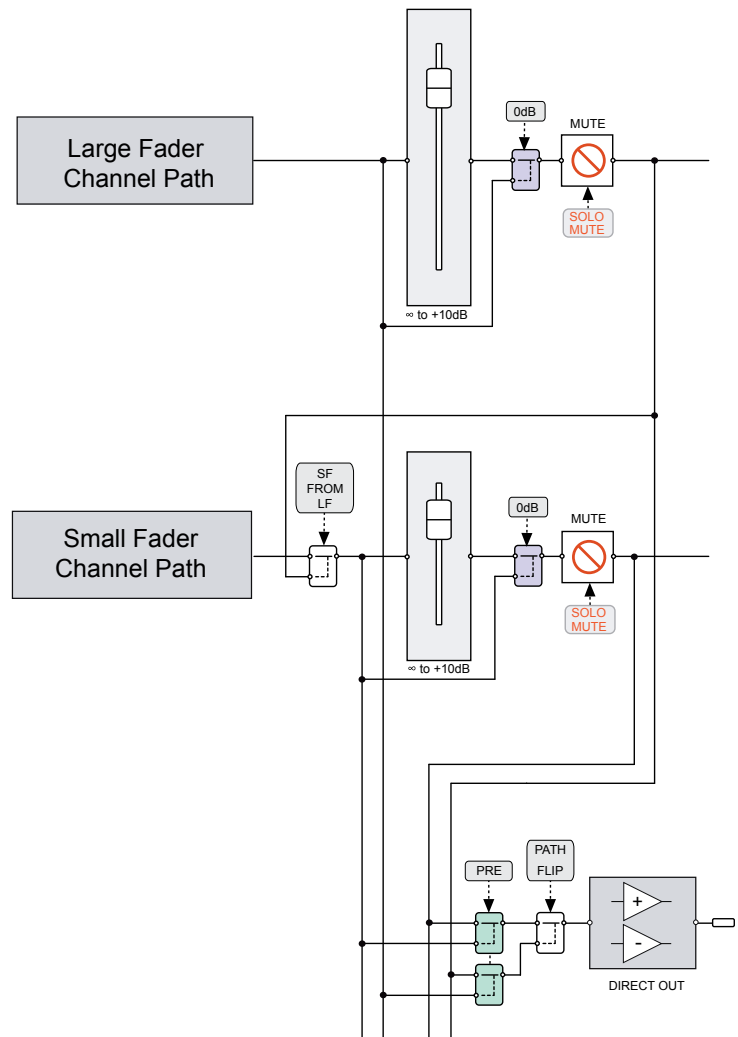 0dB
MUTE
Large Fader
Channel Path
SOLO
MUTE
∞ to +10dB
SF
FROM
LF
0dB
MUTE
Small Fader
Channel Path
SOLO
MUTE
∞ to +10dB
PATH
FLIP
PRE
+
-
DIRECT OUT